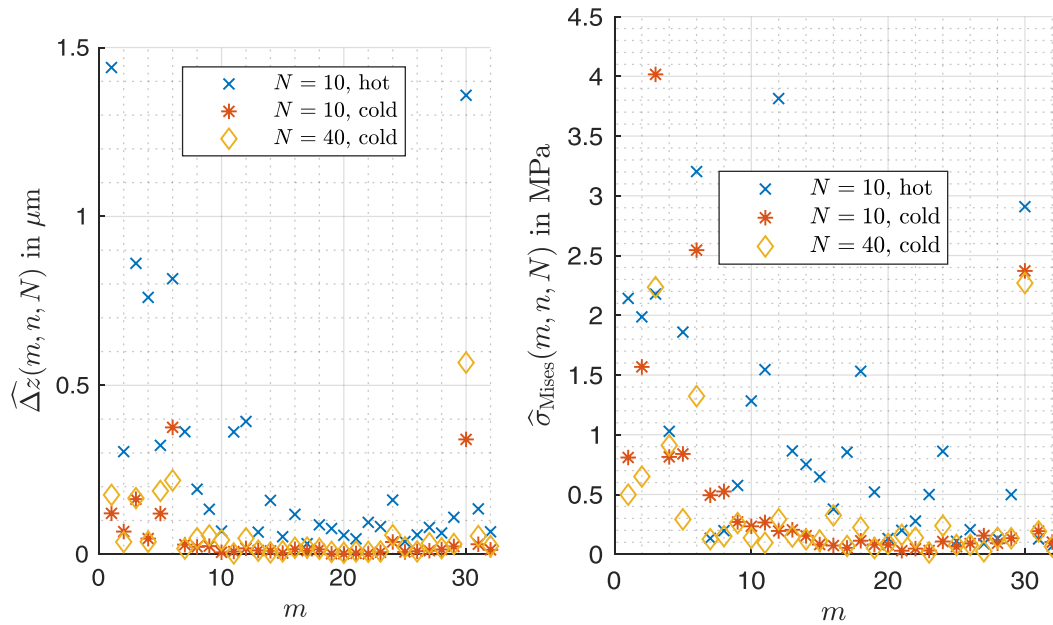 1.5
1
0.5
0
0
10
20
30
m
Δz(m, n, N) in μm
N = 10, hot
N = 10, cold
N = 40, cold
4.5
4
3.5
3
2.5
2
1.5
1
0.5
0
0
10
20
30
m
σ̂_Mises(m, n, N) in MPa
N = 10, hot
N = 10, cold
N = 40, cold